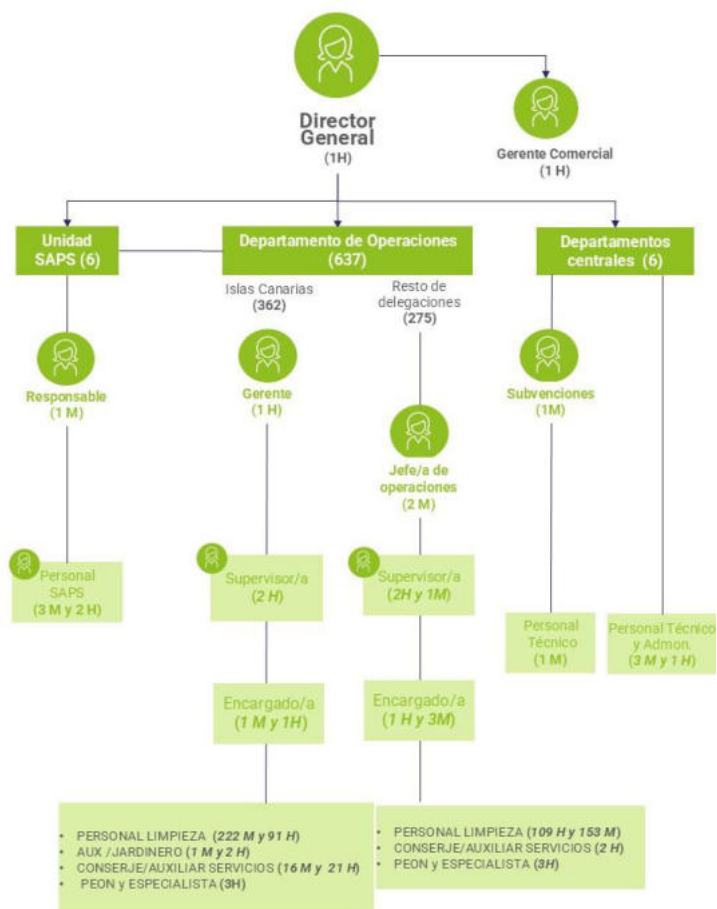 Director
General
(1H)
Gerente Comercial
(1 H)
Unidad
SAPS (6)
Departamento de Operaciones
(637)
Departamentos
centrales (6)
Islas Canarias
(362)
Resto de
delegaciones
(275)
Responsable
(1 M)
Gerente
(1 H)
Subvenciones
(1M)
Jefe/a de
operaciones
(2 M)
Personal
SAPS
(3 M y 2 H)
Supervisor/a
(2 H)
Supervisor/a
(2H y 1M)
Personal
Técnico
(1 M)
Personal Técnico
y Admon.
(3 M y 1 H)
Encargado/a
(1 M y 1H)
Encargado/a
(1 H y 3M)
• PERSONAL LIMPIEZA (222 M y 91 H)
• AUX /JARDINERO (1 M y 2 H)
• CONSERJE/AUXILIAR SERVICIOS (16 M y 21 H)
• PEON y ESPECIALISTA (3H)
• PERSONAL LIMPIEZA (109 H y 153 M)
• CONSERJE/AUXILIAR SERVICIOS (2 H)
• PEON y ESPECIALISTA (3H)